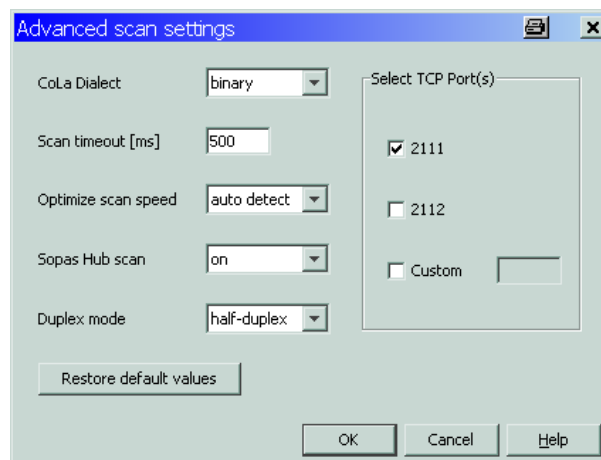 Advanced scan settings
CoLa Dialect binary
Scan timeout [ms] 500
Optimize scan speed auto detect
Sopas Hub scan on
Duplex mode half-duplex
Restore default values
Select TCP Port(s)
2111
2112
Custom
OK Cancel Help